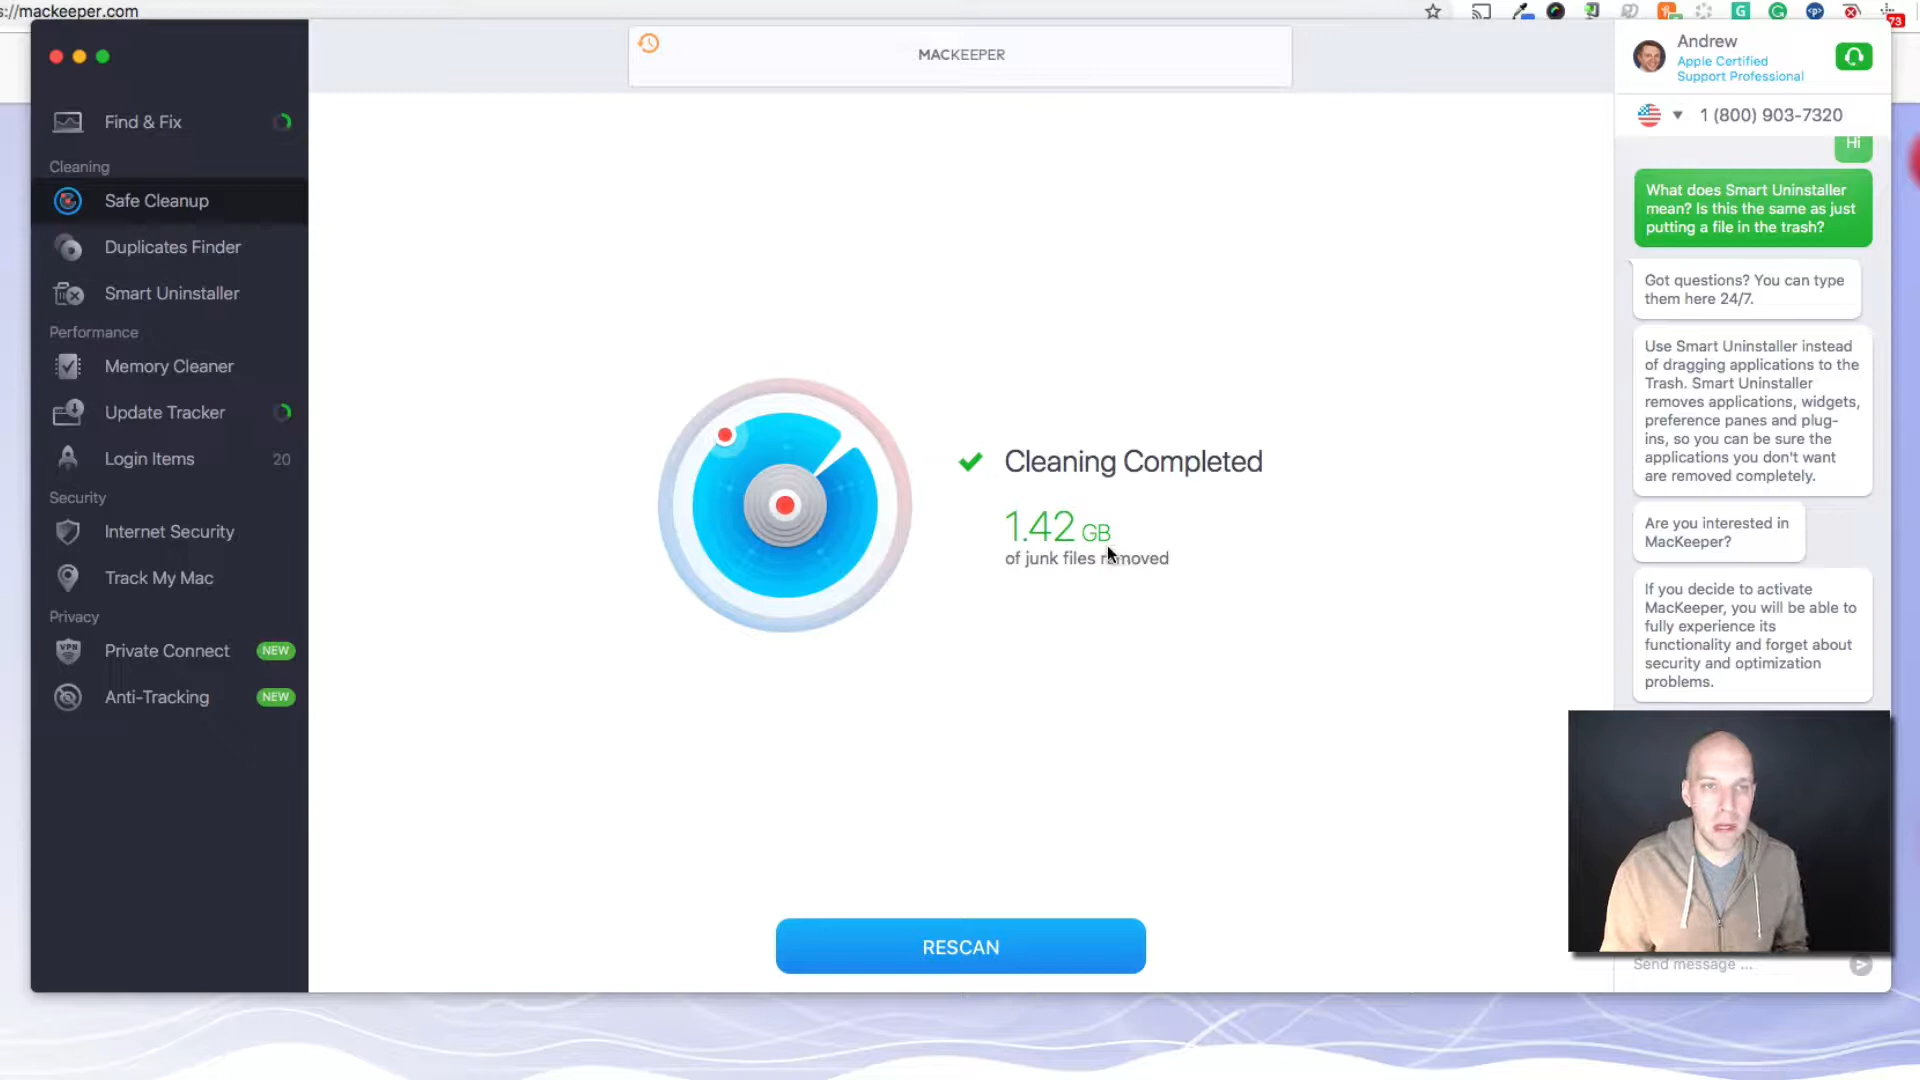 s://mackeeper.com
73
MACKEEPER
Find & Fix
Cleaning
Safe Cleanup
Duplicates Finder
Smart Uninstaller
Performance
Memory Cleaner
Update Tracker
Login Items 20
Security
Internet Security
Track My Mac
Privacy
VPN Private Connect NEW
Anti-Tracking NEW
Cleaning Completed
1.42 GB
of junk files removed
RESCAN
Andrew
Apple Certified
Support Professional
1 (800) 903-7320
Hi
What does Smart Uninstaller
mean? Is this the same as just
putting a file in the trash?
Got questions? You can type
them here 24/7.
Use Smart Uninstaller instead
of dragging applications to the
Trash. Smart Uninstaller
removes applications, widgets,
preference panes and plug-
ins, so you can be sure the
applications you don't want
are removed completely.
Are you interested in
MacKeeper?
If you decide to activate
MacKeeper, you will be able to
fully experience its
functionality and forget about
security and optimization
problems.
Send message ...